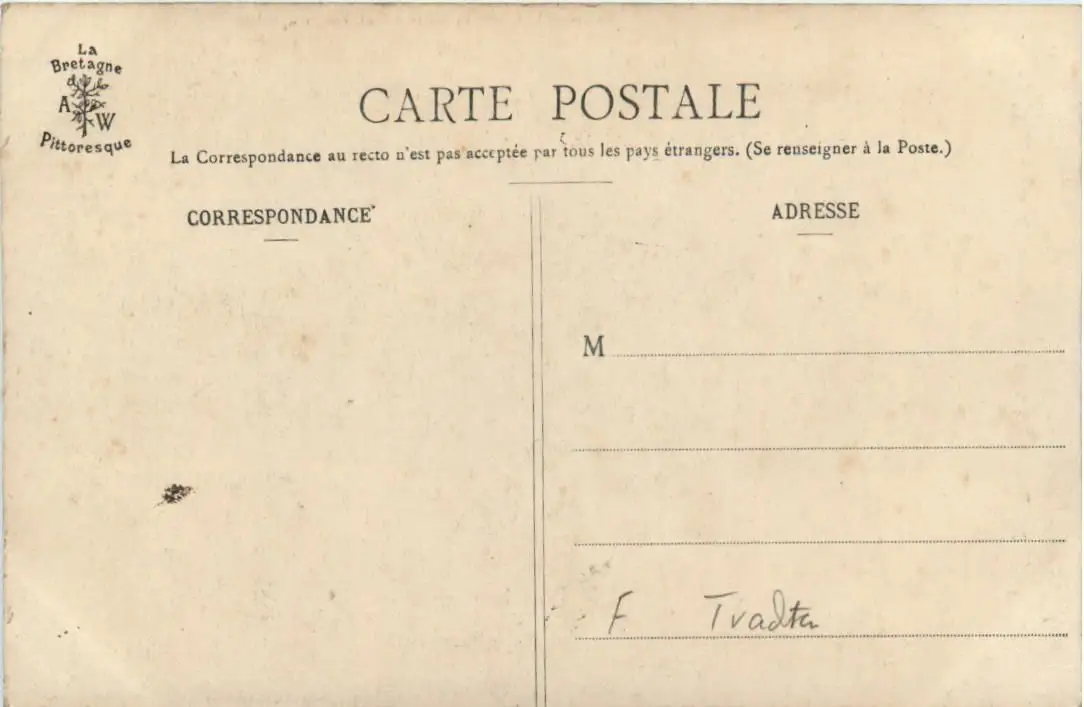 La
Bretagne
A W
Pittoresque
CARTE POSTALE
La Correspondance au recto n'est pas acceptée par tous les pays étrangers. (Se renseigner à la Poste.)
CORRESPONDANCE
ADRESSE
M
F